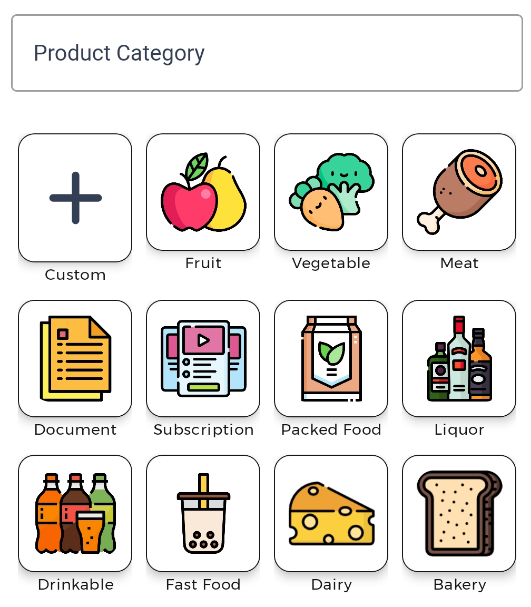 Product Category
Custom
Fruit
Vegetable
Meat
Document
Subscription
Packed Food
Liquor
Drinkable
Fast Food
Dairy
Bakery